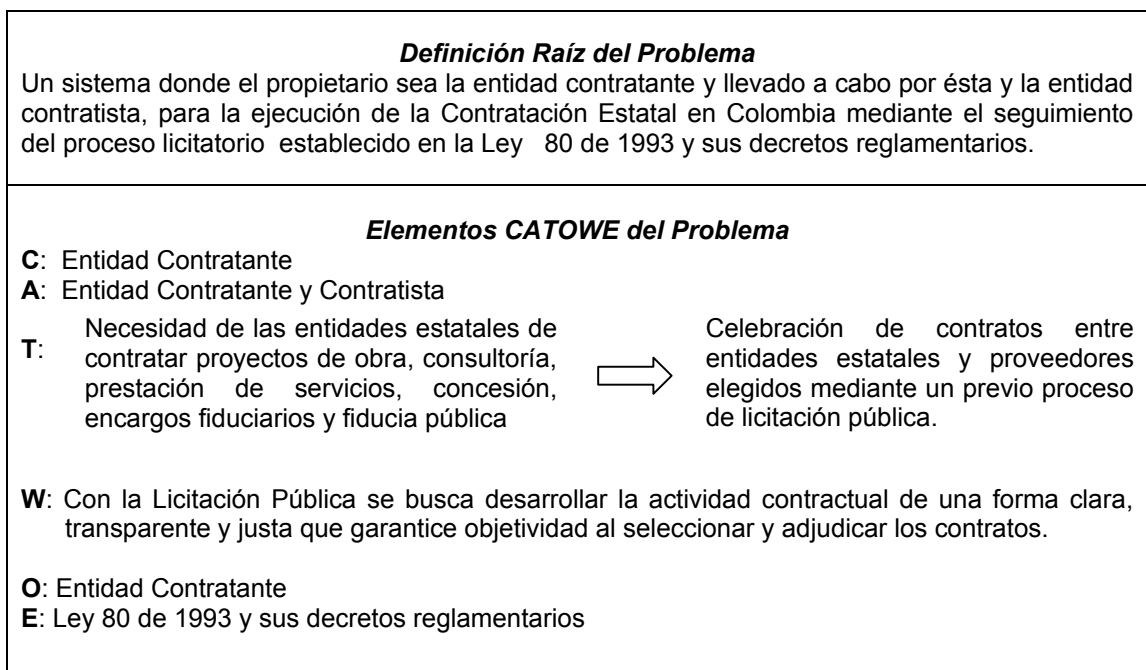 Definición Raíz del Problema
Un sistema donde el propietario sea la entidad contratante y llevado a cabo por ésta y la entidad
contratista, para la ejecución de la Contratación Estatal en Colombia mediante el seguimiento
del proceso licitatorio establecido en la Ley 80 de 1993 y sus decretos reglamentarios.
Elementos CATOWE del Problema
C: Entidad Contratante
A: Entidad Contratante y Contratista
T:
Necesidad de las entidades estatales de
contratar proyectos de obra, consultoría,
prestación de servicios, concesión,
encargos fiduciarios y fiducia pública
Celebración de contratos entre
entidades estatales y proveedores
elegidos mediante un previo proceso
de licitación pública.
W: Con la Licitación Pública se busca desarrollar la actividad contractual de una forma clara,
transparente y justa que garantice objetividad al seleccionar y adjudicar los contratos.
O: Entidad Contratante
E: Ley 80 de 1993 y sus decretos reglamentarios